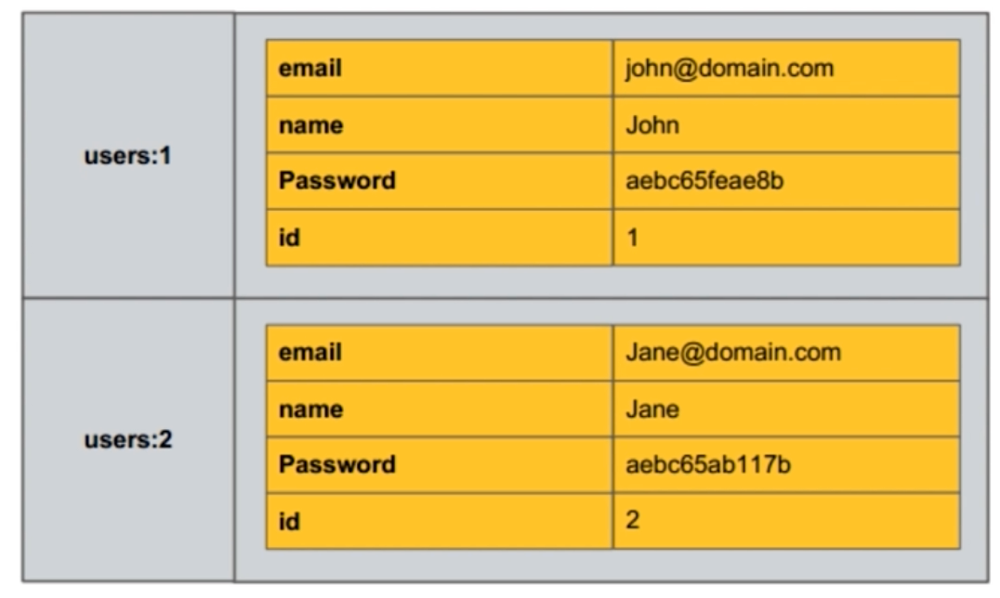 users:1
email john@domain.com
name John
Password aebc65feae8b
id 1
users:2
email Jane@domain.com
name Jane
Password aebc65ab117b
id 2